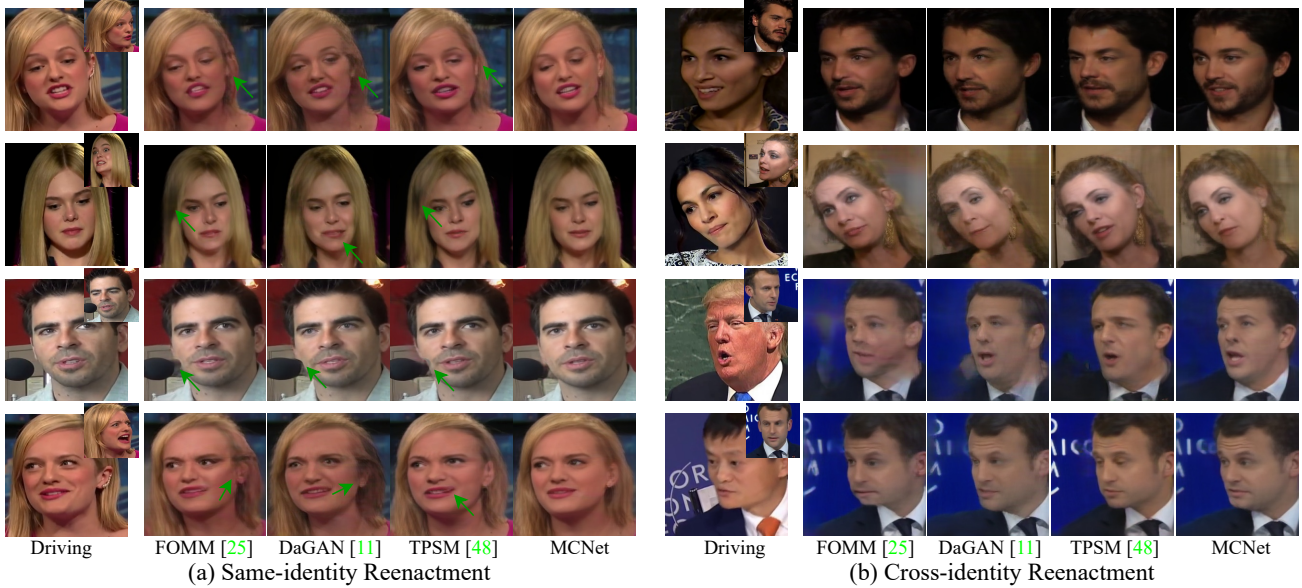 Driving FOMM [25] DaGAN [11] TPSM [48] MCNet Driving FOMM [25] DaGAN [11] TPSM [48] MCNet
(a) Same-identity Reenactment (b) Cross-identity Reenactment